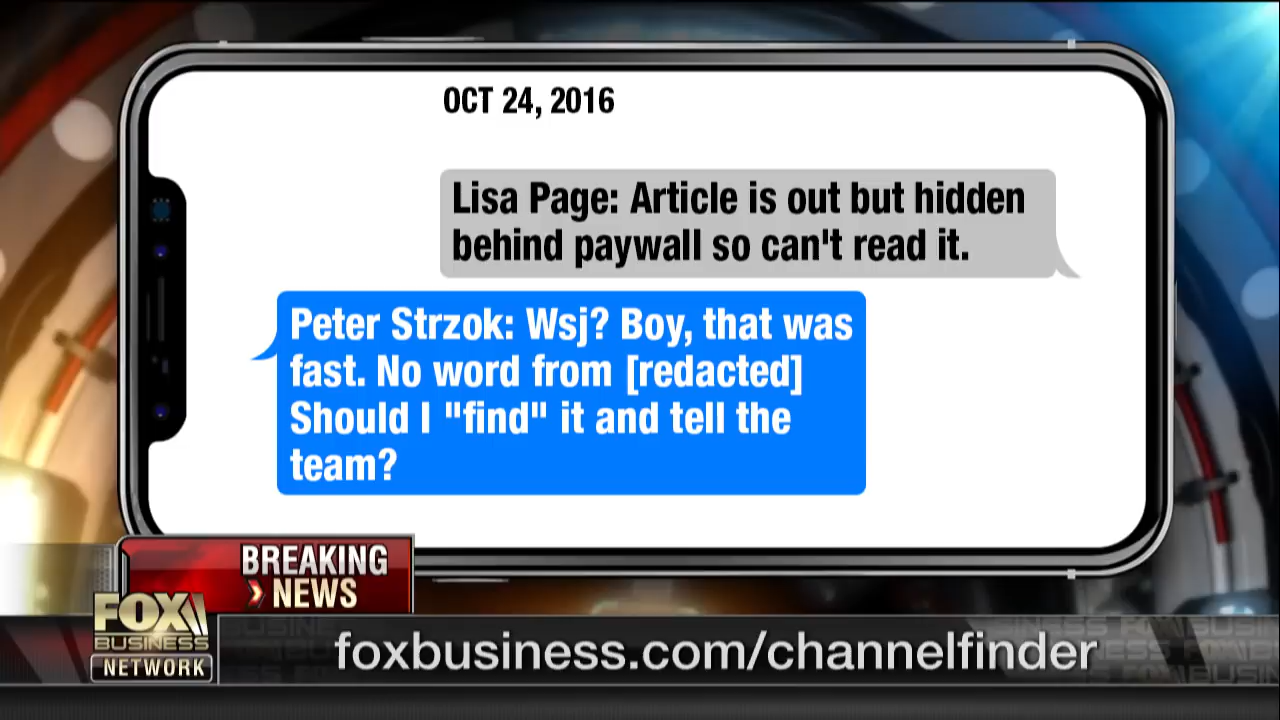 OCT 24, 2016
Lisa Page: Article is out but hidden
behind paywall so can't read it.
Peter Strzok: Wsj? Boy, that was
fast. No word from [redacted]
Should I "find" it and tell the
team?
BREAKING
NEWS
FOX
BUSINESS
NETWORK
foxbusiness.com/channelfinder